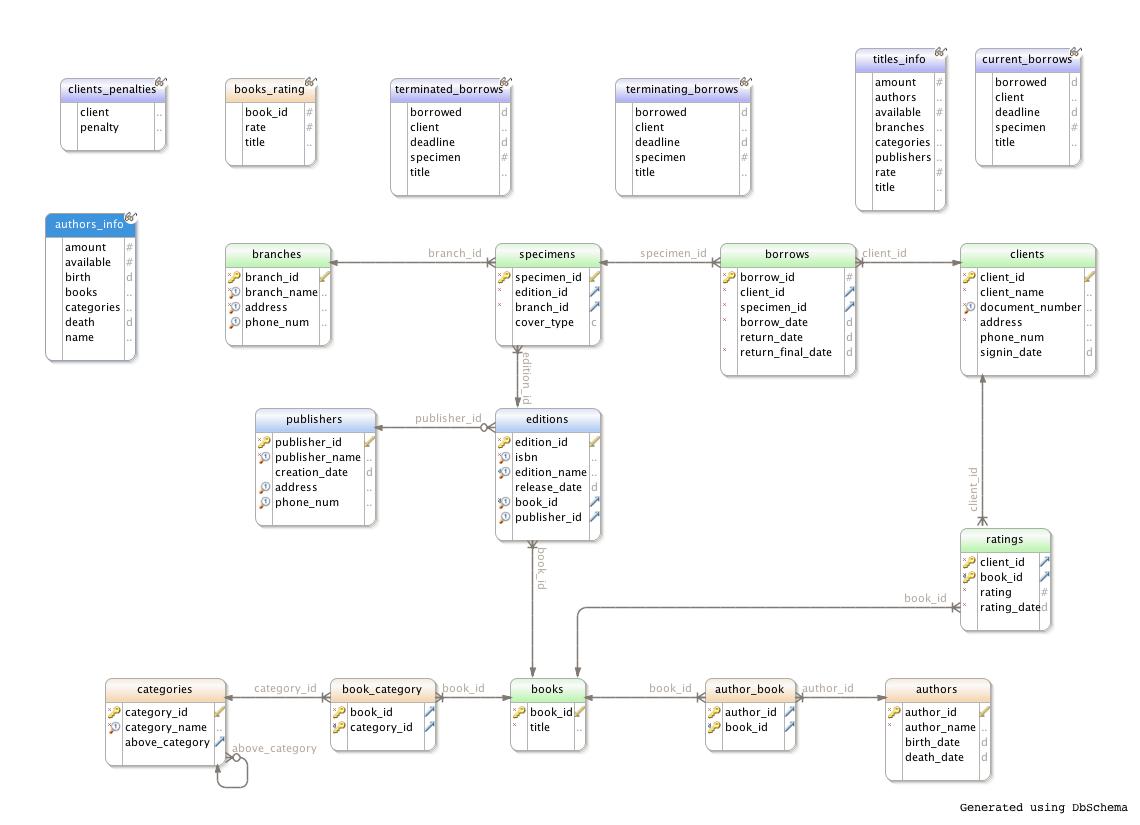 clients_penalties
client ..
penalty ..
books_rating
book_id #
rate #
title ..
terminated_borrows
borrowed d
client ..
deadline d
specimen #
title ..
terminating_borrows
borrowed d
client ..
deadline d
specimen #
title ..
titles_info
amount #
authors ..
available #
branches ..
categories ..
publishers ..
rate #
title ..
current_borrows
borrowed d
client ..
deadline d
specimen #
title ..
authors_info
amount #
available #
birth d
books ..
categories ..
death d
name ..
branches
branch_id
branch_name ..
address ..
phone_num ..
branch_id
specimens
specimen_id
edition_id
branch_id
cover_type c
specimen_id
borrows
borrow_id #
client_id
specimen_id
borrow_date d
return_date d
return_final_date d
client_id
clients
client_id
client_name ..
document_number ..
address ..
phone_num ..
signin_date d
edition_id
publishers
publisher_id
publisher_name ..
creation_date d
address ..
phone_num ..
publisher_id
editions
edition_id
isbn ..
edition_name ..
release_date d
book_id
publisher_id
client_id
book_id
ratings
client_id
book_id
rating #
rating_date d
book_id
categories
category_id
category_name ..
above_category
above_category
category_id
book_category
book_id
category_id
book_id
books
book_id
title ..
book_id
author_book
author_id
book_id
author_id
authors
author_id
author_name ..
birth_date d
death_date d
Generated using DbSchema